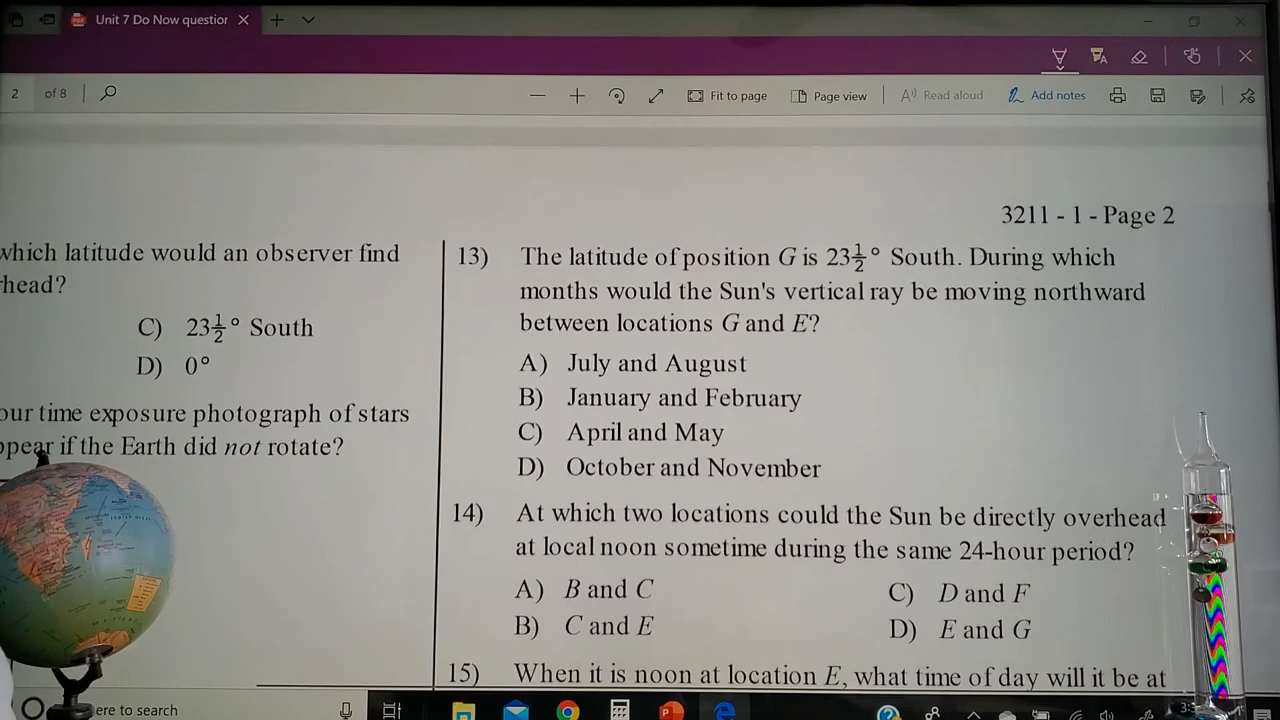 Unit 7 Do Now question
2 of 8
Fit to page
Page view
Read aloud
Add notes
3211 - 1 - Page 2
which latitude would an observer find
head?
C) 23½° South
D) 0°
our time exposure photograph of stars
ppear if the Earth did not rotate?
13) The latitude of position G is 23½° South. During which
months would the Sun's vertical ray be moving northward
between locations G and E?
A) July and August
B) January and February
C) April and May
D) October and November
14) At which two locations could the Sun be directly overhead
at local noon sometime during the same 24-hour period?
A) B and C
B) C and E
C) D and F
D) E and G
15) When it is noon at location E, what time of day will it be at
ere to search